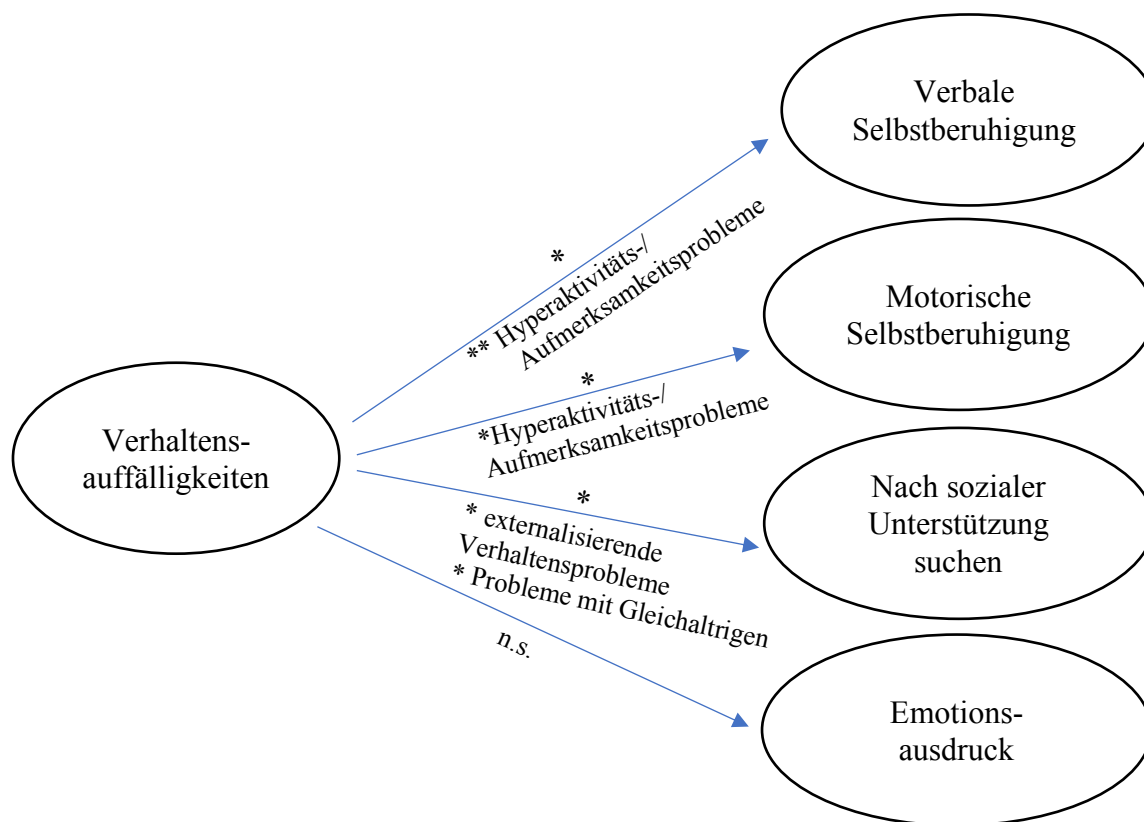 Verbale
Selbstberuhigung
*
** Hyperaktivitäts-/
Aufmerksamkeitsprobleme
Motorische
Selbstberuhigung
*
*Hyperaktivitäts-/
Aufmerksamkeitsprobleme
Verhaltens-
auffälligkeiten
*
* externalisierende
Verhaltensprobleme
* Probleme mit Gleichaltrigen
Nach sozialer
Unterstützung
suchen
n.s.
Emotions-
ausdruck